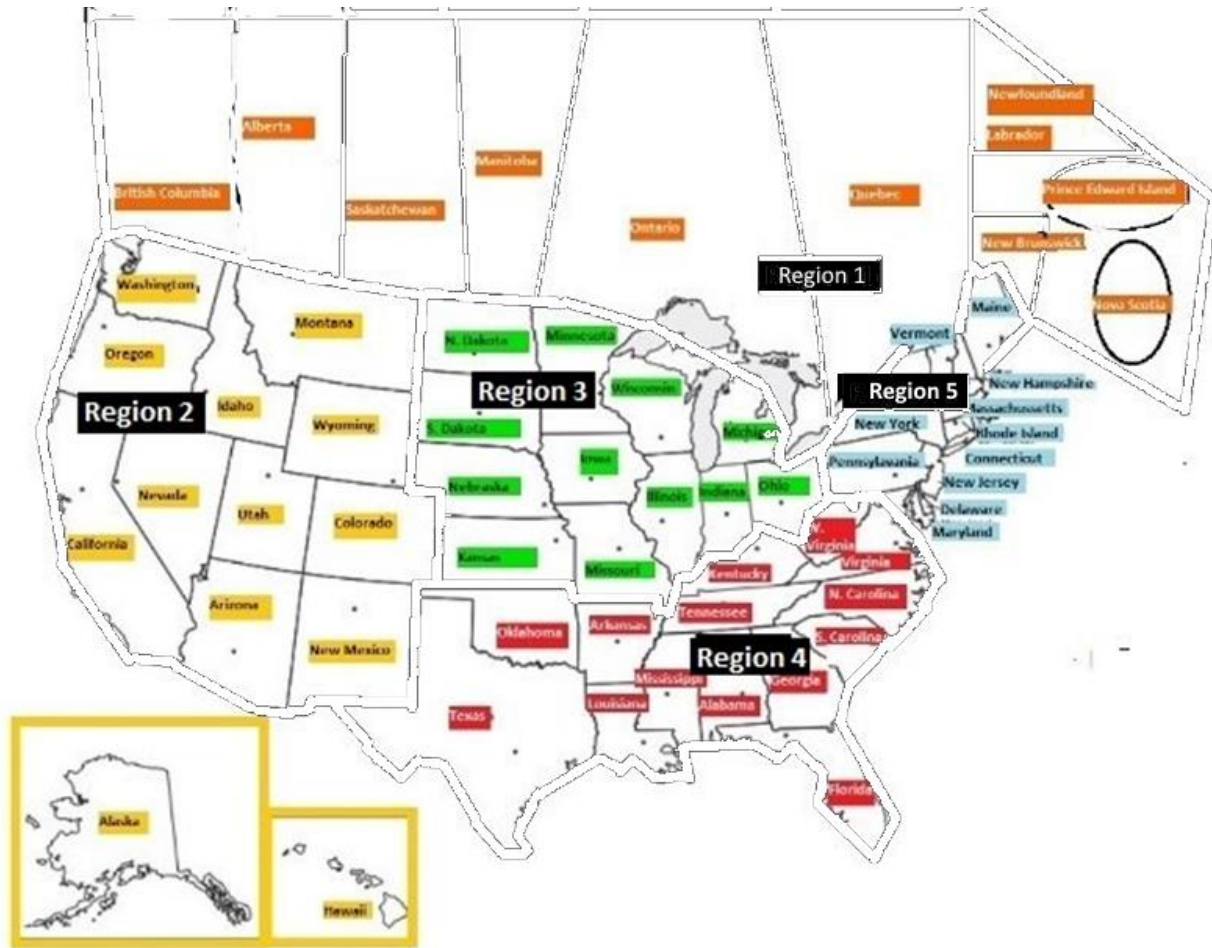 Newfoundland
Labrador
Alberta
Manitoba
British Columbia
Saskatchewan
Quebec
Prince Edward Island
Ontario
New Brunswick
Region 1
Nova Scotia
Washington
Montana
Oregon
Idaho
Wyoming
Region 2
Nevada
Utah
Colorado
California
Arizona
New Mexico
Alaska
Hawaii
N. Dakota
Minnesota
Region 3
Wisconsin
S. Dakota
Michig
Iowa
Nebraska
Illinois
Indiana
Ohio
Kansas
Missouri
Maine
Vermont
Region 5
New Hampshire
Massachusetts
New York
Rhode Island
Connecticut
Pennsylavania
New Jersey
Delaware
Maryland
W.
Virginia
Virginia
Kentucky
N. Carolina
Tennessee
Arkansas
Oklahoma
S. Carolina
Region 4
Mississippi
Georgia
Louisiana
Alabama
Texas
Florida